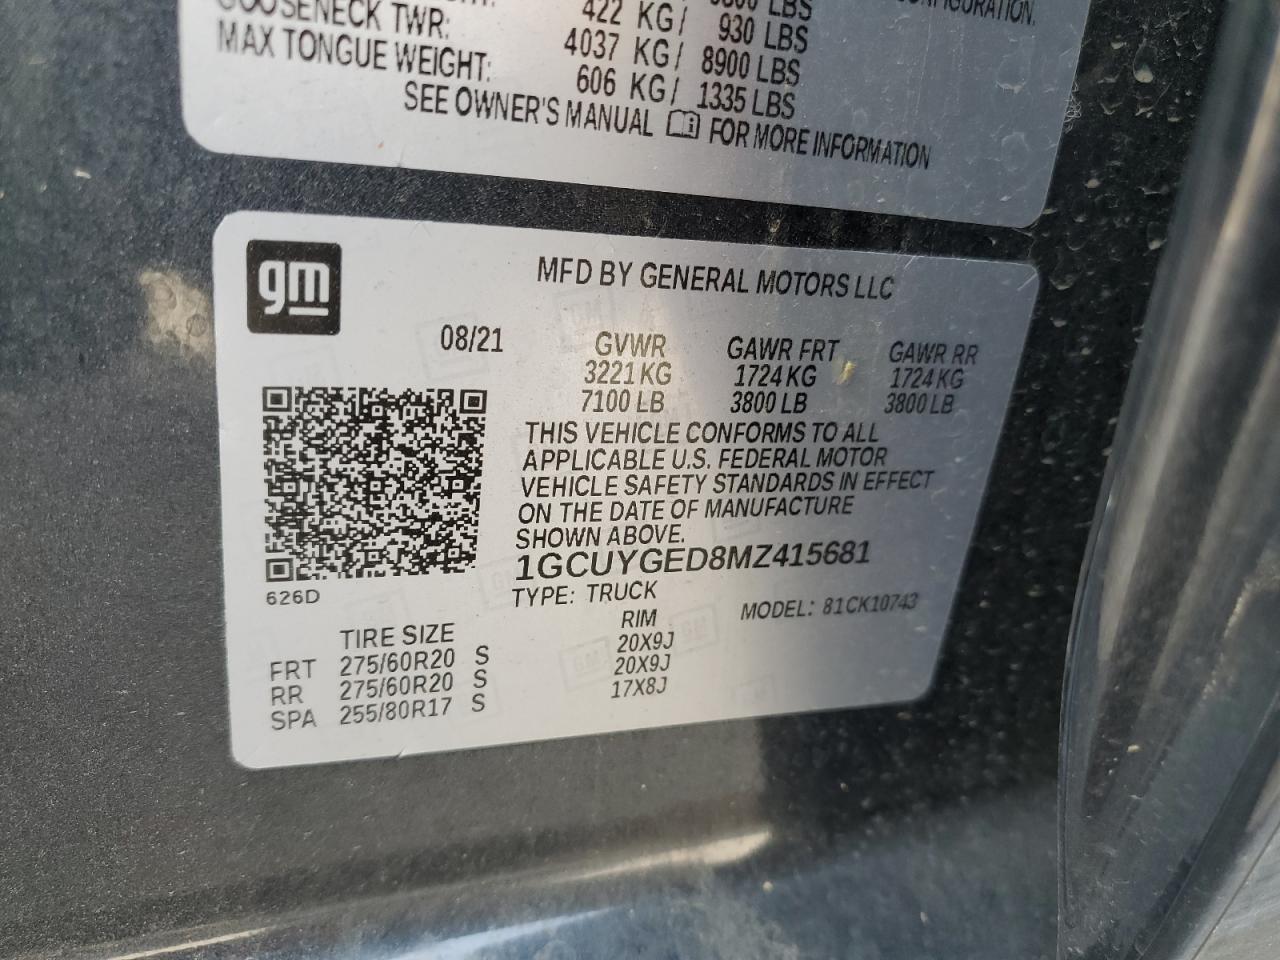 422 KG/ 930 LBS
GOOSENECK TWR: 4037 KG/ 8900 LBS
MAX TONGUE WEIGHT: 606 KG/ 1335 LBS
SEE OWNER'S MANUAL FOR MORE INFORMATION
gm
MFD BY GENERAL MOTORS LLC
08/21 GVWR GAWR FRT GAWR RR
3221 KG 1724 KG 1724 KG
7100 LB 3800 LB 3800 LB
THIS VEHICLE CONFORMS TO ALL
APPLICABLE U.S. FEDERAL MOTOR
VEHICLE SAFETY STANDARDS IN EFFECT
ON THE DATE OF MANUFACTURE
SHOWN ABOVE.
1GCUYGED8MZ415681
626D
TYPE: TRUCK MODEL: 81CK10743
TIRE SIZE RIM
FRT 275/60R20 S 20X9J
RR 275/60R20 S 20X9J
SPA 255/80R17 S 17X8J